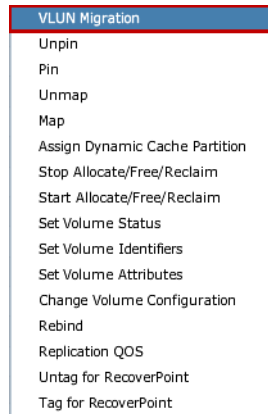 VLUN Migration
Unpin
Pin
Unmap
Map
Assign Dynamic Cache Partition
Stop Allocate/Free/Reclaim
Start Allocate/Free/Reclaim
Set Volume Status
Set Volume Identifiers
Set Volume Attributes
Change Volume Configuration
Rebind
Replication QOS
Untag for RecoverPoint
Tag for RecoverPoint